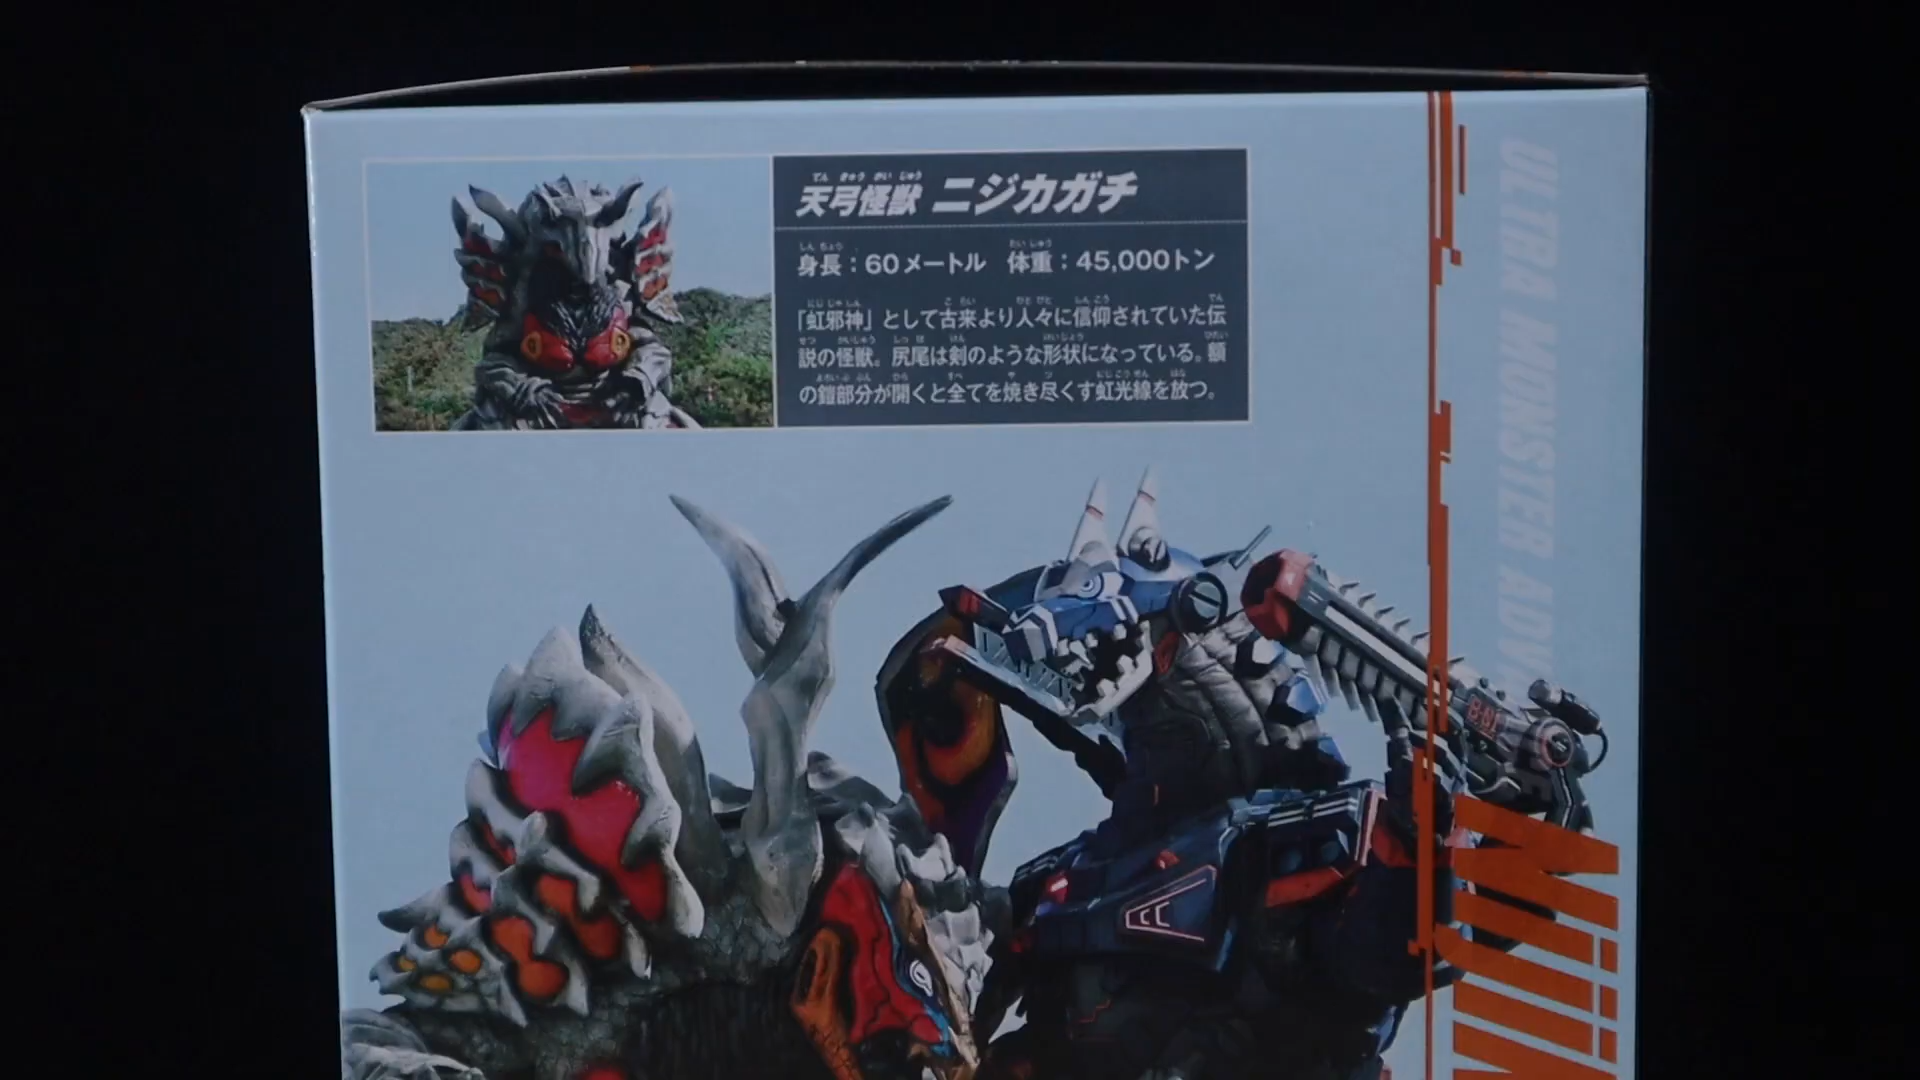 天弓怪獣 ニジカガチ
身長：60メートル 体重：45,000トン
「虹邪神」として古来より人々に信仰されていた伝
説の怪獣。尻尾は剣のような形状になっている。額
の鎧部分が開くと全てを焼き尽くす虹光線を放つ。
ULTRA MONSTER ADV